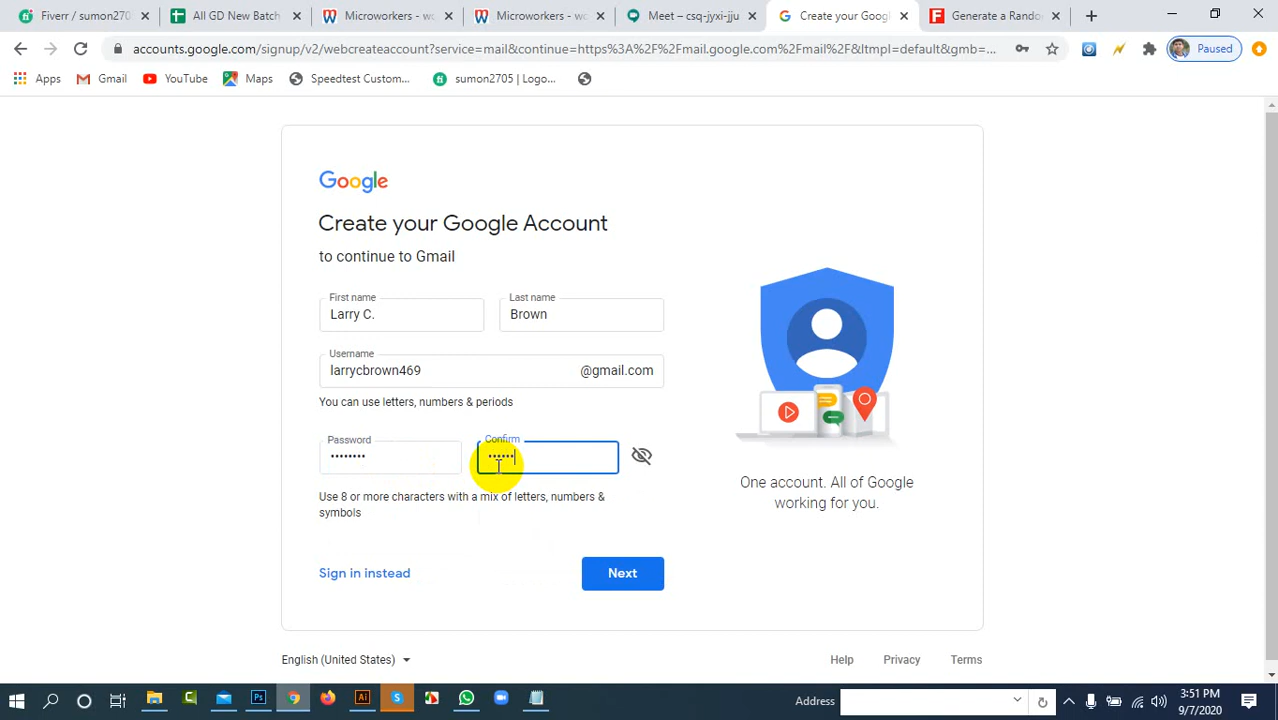 Fiverr / sumon270
All GD New Batch
Microworkers - wo
Microworkers - wo
Meet – csq-jyxi-jju
Create your Googl
Generate a Rando
accounts.google.com/signup/v2/webcreateaccount?service=mail&continue=https%3A%2F%2Fmail.google.com%2Fmail%2F&ltmpl=default&gmb=...
Paused
Apps
Gmail
YouTube
Maps
Speedtest Custom...
sumon2705 | Logo...
Google
Create your Google Account
to continue to Gmail
First name
Last name
Larry C.
Brown
Username
larrycbrown469
@gmail.com
You can use letters, numbers & periods
Password
Confirm
Use 8 or more characters with a mix of letters, numbers &
symbols
One account. All of Google
working for you.
Sign in instead
Next
English (United States)
Help
Privacy
Terms
Address
3:51 PM
9/7/2020